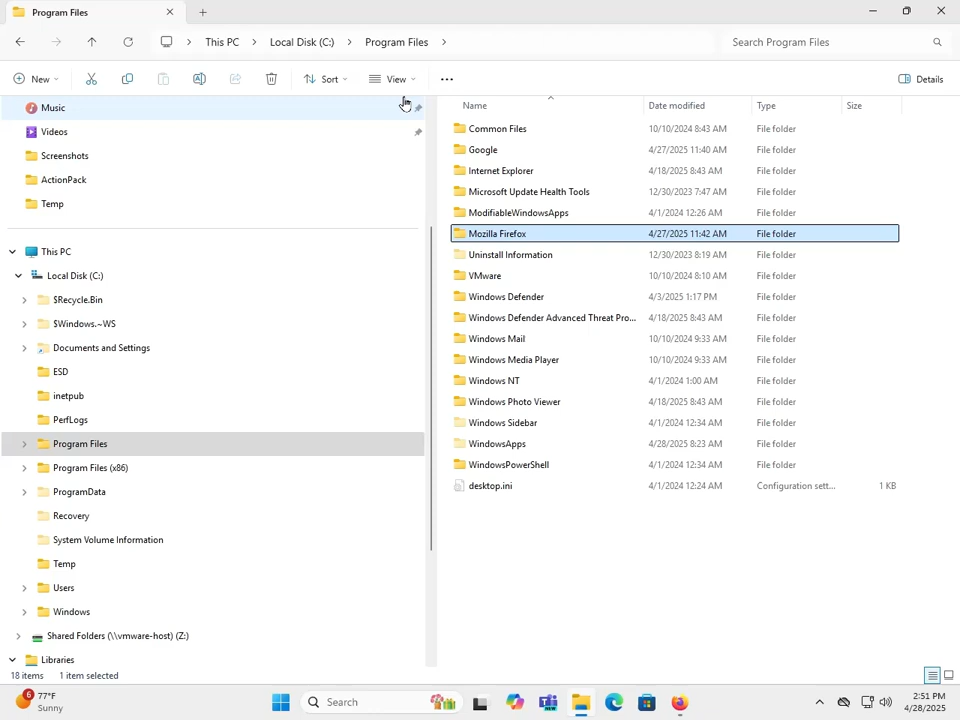 Program Files
This PC
Local Disk (C:)
Program Files
Search Program Files
New
Sort
View
Details
Music
Videos
Screenshots
ActionPack
Temp
This PC
Local Disk (C:)
$Recycle.Bin
$Windows.~WS
Documents and Settings
ESD
inetpub
PerfLogs
Program Files
Program Files (x86)
ProgramData
Recovery
System Volume Information
Temp
Users
Windows
Shared Folders (\\vmware-host) (Z:)
Libraries
Name Date modified Type Size
Common Files 10/10/2024 8:43 AM File folder
Google 4/27/2025 11:40 AM File folder
Internet Explorer 4/18/2025 8:43 AM File folder
Microsoft Update Health Tools 12/30/2023 7:47 AM File folder
ModifiableWindowsApps 4/1/2024 12:26 AM File folder
Mozilla Firefox 4/27/2025 11:42 AM File folder
Uninstall Information 12/30/2023 8:19 AM File folder
VMware 10/10/2024 8:10 AM File folder
Windows Defender 4/3/2025 1:17 PM File folder
Windows Defender Advanced Threat Pro... 4/18/2025 8:43 AM File folder
Windows Mail 10/10/2024 9:33 AM File folder
Windows Media Player 10/10/2024 9:33 AM File folder
Windows NT 4/1/2024 1:00 AM File folder
Windows Photo Viewer 4/18/2025 8:43 AM File folder
Windows Sidebar 4/1/2024 12:34 AM File folder
WindowsApps 4/28/2025 8:23 AM File folder
WindowsPowerShell 4/1/2024 12:34 AM File folder
desktop.ini 4/1/2024 12:24 AM Configuration sett... 1 KB
18 items 1 item selected
6
77°F
Sunny
Search
NEW
2:51 PM
4/28/2025